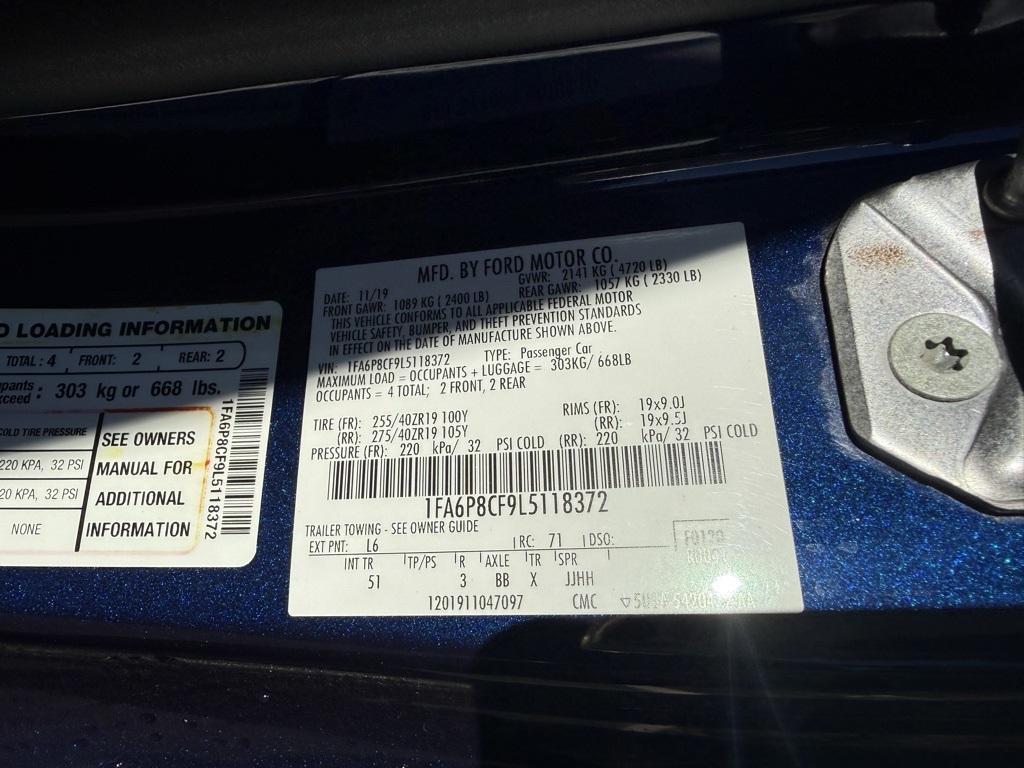 D LOADING INFORMATION
TOTAL: 4 FRONT: 2 REAR: 2
pants
xceed : 303 kg or 668 lbs.
COLD TIRE PRESSURE
220 KPA, 32 PSI
220 KPA, 32 PSI
NONE
SEE OWNERS
MANUAL FOR
ADDITIONAL
INFORMATION
1FA6P8CF9L5118372
MFD. BY FORD MOTOR CO.
DATE: 11/19 GVWR: 2141 KG ( 4720 LB)
FRONT GAWR: 1089 KG ( 2400 LB) REAR GAWR: 1057 KG ( 2330 LB)
THIS VEHICLE CONFORMS TO ALL APPLICABLE FEDERAL MOTOR
VEHICLE SAFETY, BUMPER, AND THEFT PREVENTION STANDARDS
IN EFFECT ON THE DATE OF MANUFACTURE SHOWN ABOVE.
VIN: 1FA6P8CF9L5118372 TYPE: Passenger Car
MAXIMUM LOAD = OCCUPANTS + LUGGAGE = 303KG/ 668LB
OCCUPANTS = 4 TOTAL; 2 FRONT, 2 REAR
TIRE (FR): 255/40ZR19 100Y RIMS (FR): 19x9.0J
(RR): 275/40ZR19 105Y (RR): 19x9.5J
PRESSURE (FR): 220 kPa/ 32 PSI COLD (RR): 220 kPa/ 32 PSI COLD
1FA6P8CF9L5118372
TRAILER TOWING - SEE OWNER GUIDE
EXT PNT: L6 RC: 71 DSO:
INT TR TP/PS R AXLE TR SPR
51 3 BB X JJHH
1201911047097 CMC